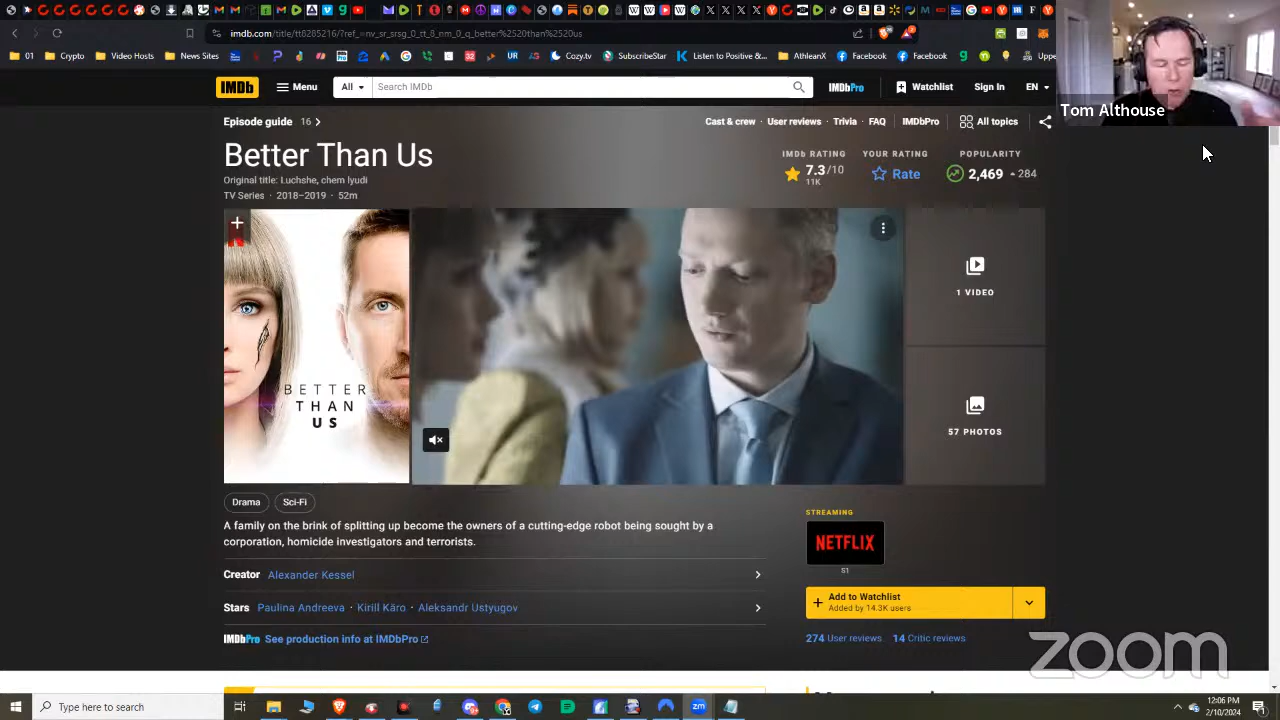 imdb.com/title/tt8285216/?ref_=nv_sr_srsg_0_tt_8_nm_0_q_better%2520than%2520us
01
Crypto
Video Hosts
News Sites
Cozy.tv
SubscribeStar
Listen to Positive &...
AthleanX
Facebook
Facebook
IMDb
Menu
All
Search IMDb
IMDbPro
Watchlist
Sign In
EN
Tom Althouse
Episode guide 16
Cast & crew · User reviews · Trivia · FAQ
IMDbPro
All topics
Better Than Us
Original title: Luchshe, chem lyudi
TV Series · 2018–2019 · 52m
IMDb RATING
7.3/10
11K
YOUR RATING
Rate
POPULARITY
2,469
284
BETTER
THAN
US
1 VIDEO
57 PHOTOS
Drama
Sci-Fi
A family on the brink of splitting up become the owners of a cutting-edge robot being sought by a
corporation, homicide investigators and terrorists.
Creator Alexander Kessel
Stars Paulina Andreeva · Kirill Käro · Aleksandr Ustyugov
IMDbPro See production info at IMDbPro
STREAMING
NETFLIX
S1
Add to Watchlist
Added by 14.3K users
274 User reviews
14 Critic reviews
zoom
Type here to search
zm
12:06 PM
2/10/2024